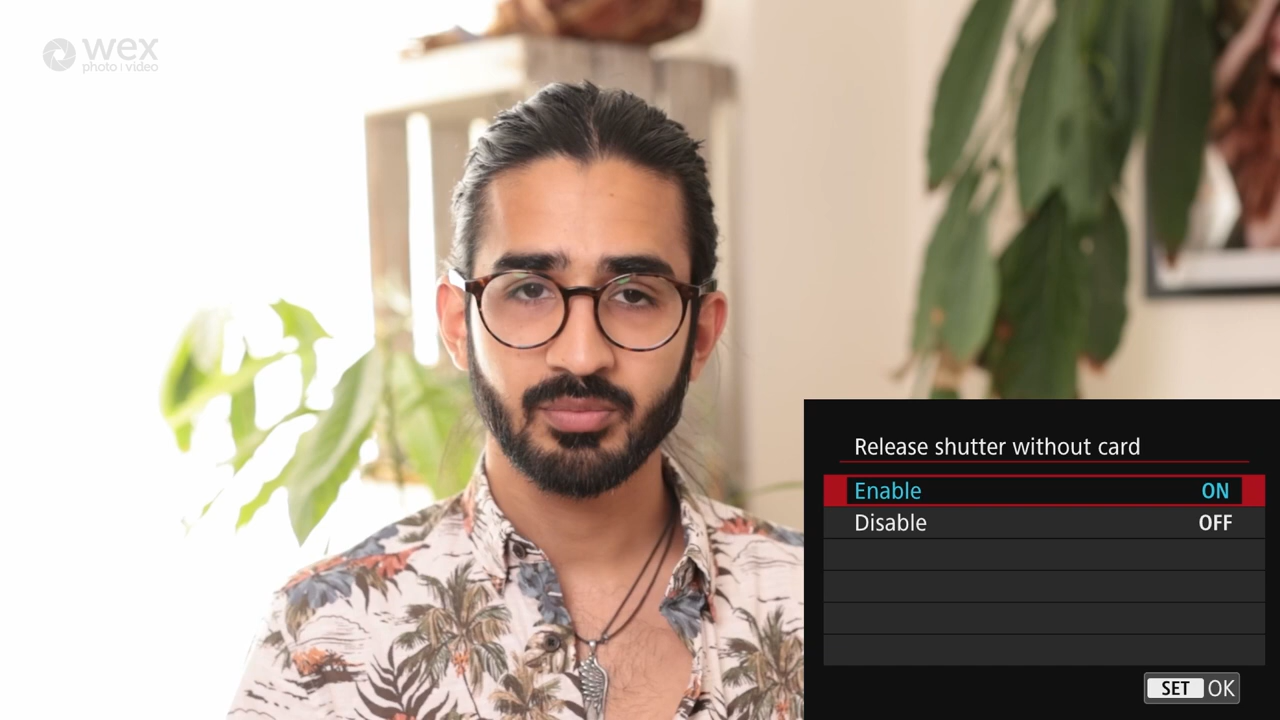 wex
photo | video
Release shutter without card
Enable ON
Disable OFF
SET OK